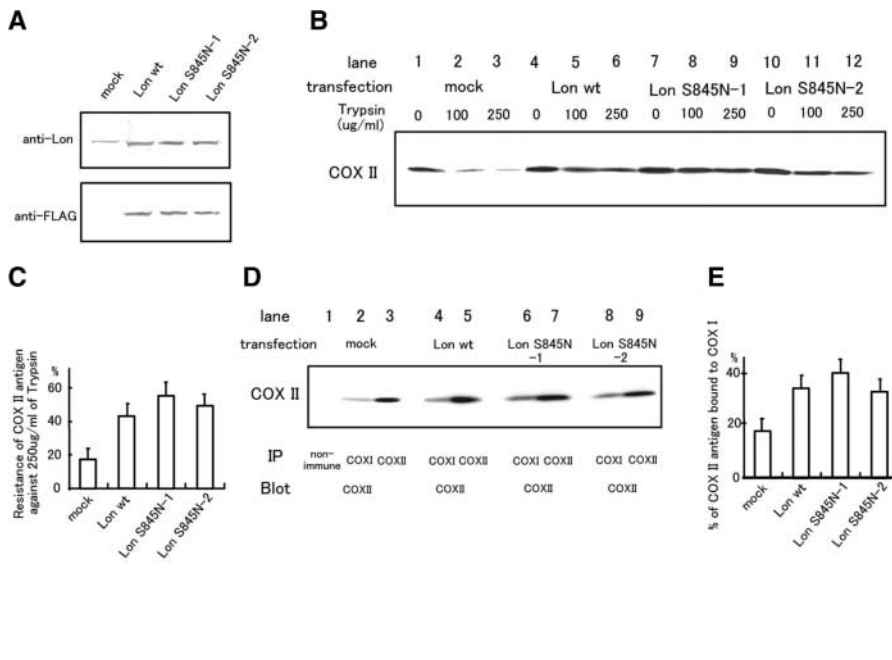 A
mock
Lon wt
Lon S845N-1
Lon S845N-2
anti-Lon
anti-FLAG
B
lane 1 2 3 4 5 6 7 8 9 10 11 12
transfection mock Lon wt Lon S845N-1 Lon S845N-2
Trypsin 0 100 250 0 100 250 0 100 250 0 100 250
(ug/ml)
COX II
C
Resistance of COX II antigen
against 250ug/ml of Trypsin
%
60
40
20
0
mock
Lon wt
Lon S845N-1
Lon S845N-2
D
lane 1 2 3 4 5 6 7 8 9
transfection mock Lon wt Lon S845N Lon S845N
-1 -2
COX II
IP non-immune COXI COXII COXI COXII COXI COXII COXI COXII
Blot COXII COXII COXII COXII
E
% of COX II antigen bound to COX I
%
40
20
0
mock
Lon wt
Lon S845N-1
Lon S845N-2